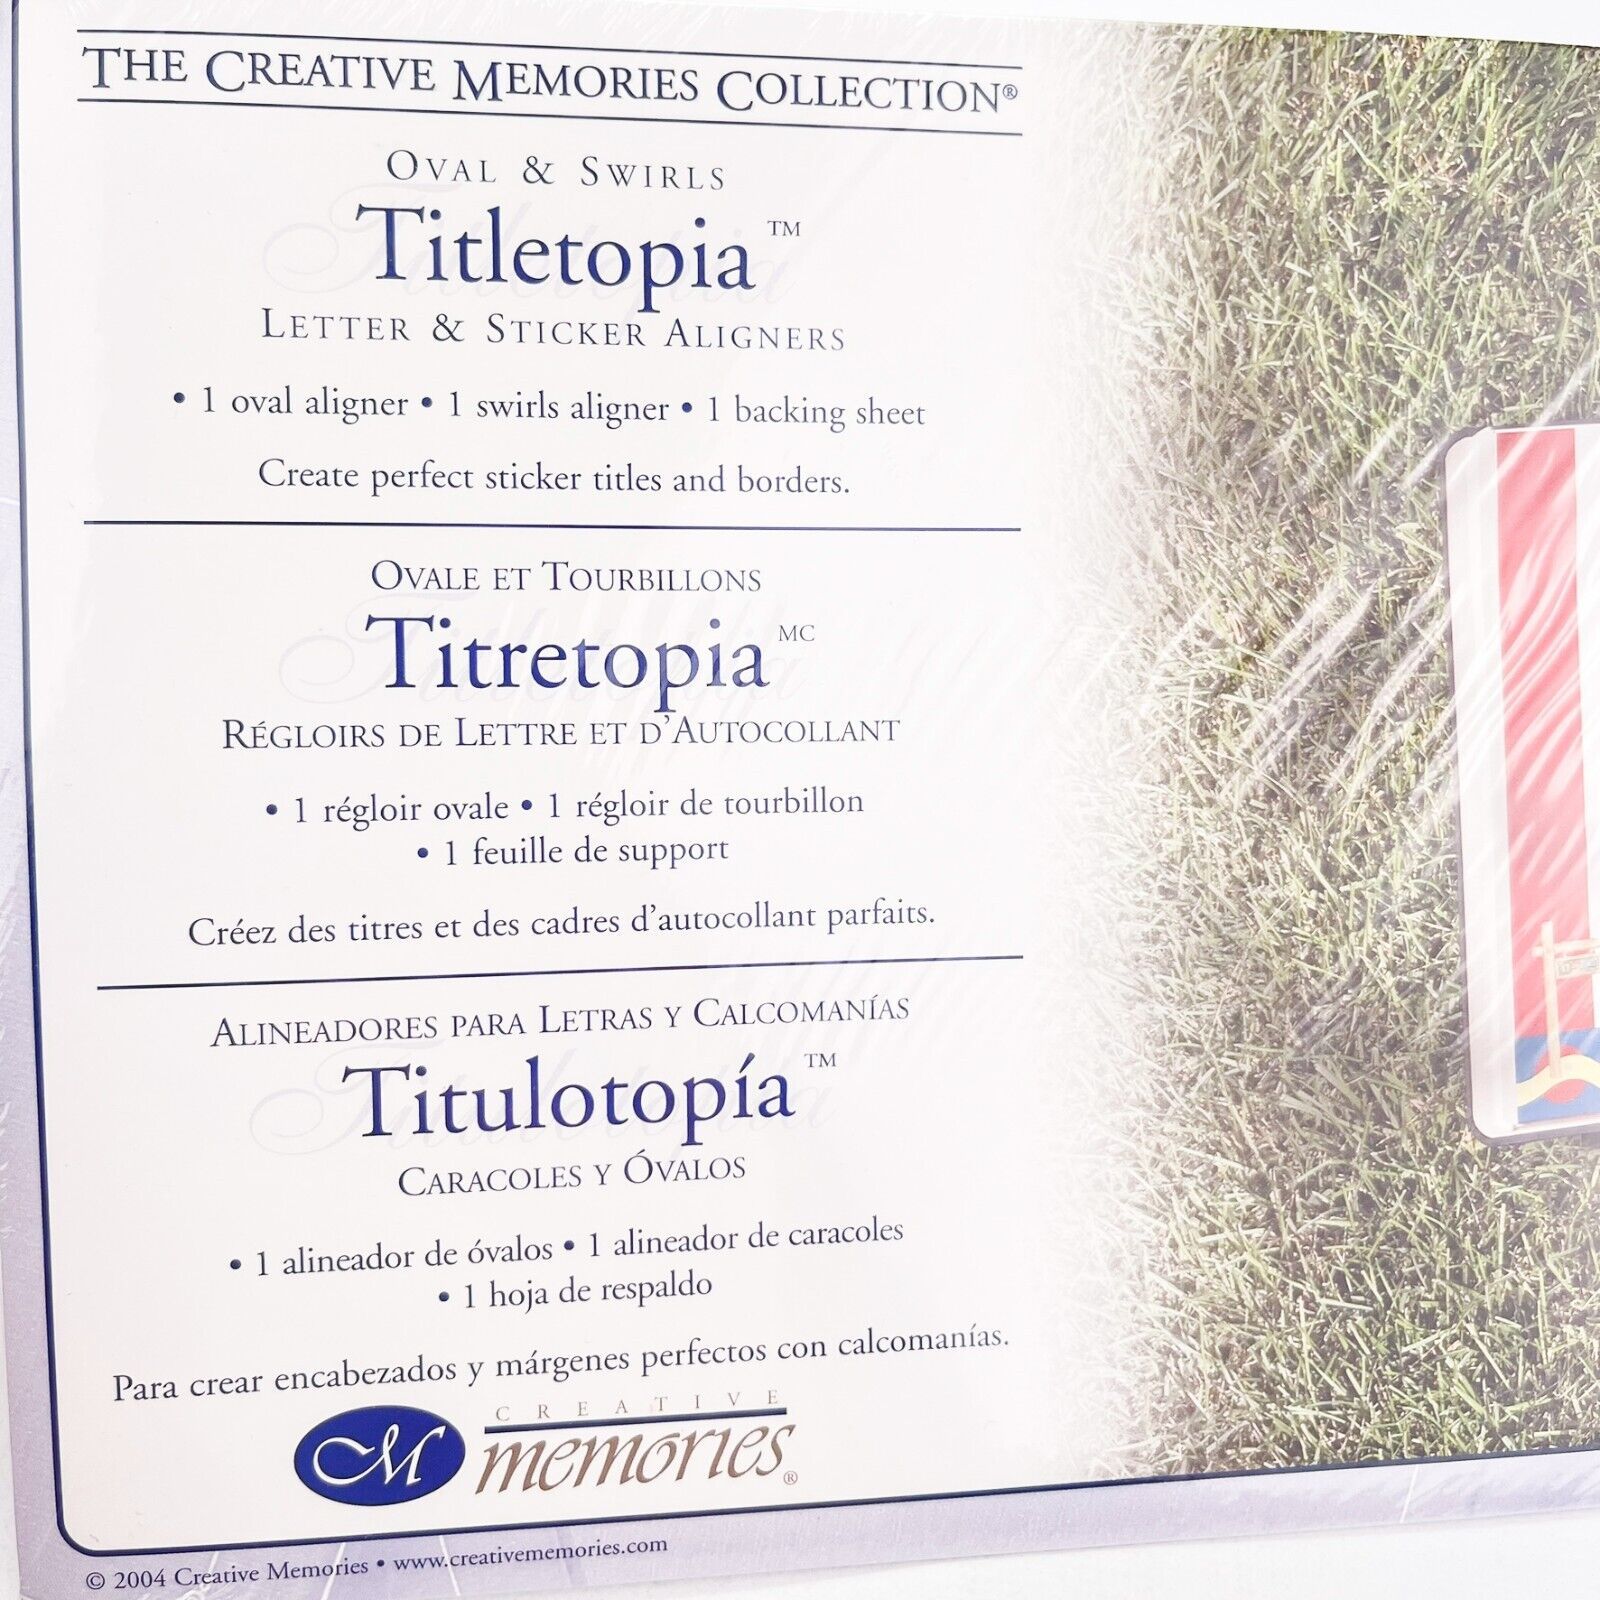 THE CREATIVE MEMORIES COLLECTION®
OVAL & SWIRLS
Titletopia™
LETTER & STICKER ALIGNERS
• 1 oval aligner • 1 swirls aligner • 1 backing sheet
Create perfect sticker titles and borders.
OVALE ET TOURBILLONS
Titretopia MC
RÉGLOIRS DE LETTRE ET D'AUTOCOLLANT
• 1 régloir ovale • 1 régloir de tourbillon
• 1 feuille de support
Créez des titres et des cadres d'autocollant parfaits.
ALINEADORES PARA LETRAS Y CALCOMANÍAS
Titulotopía™
CARACOLES Y ÓVALOS
• 1 alineador de óvalos • 1 alineador de caracoles
• 1 hoja de respaldo
Para crear encabezados y márgenes perfectos con calcomanías.
CM CREATIVE
memories®
© 2004 Creative Memories • www.creativememories.com